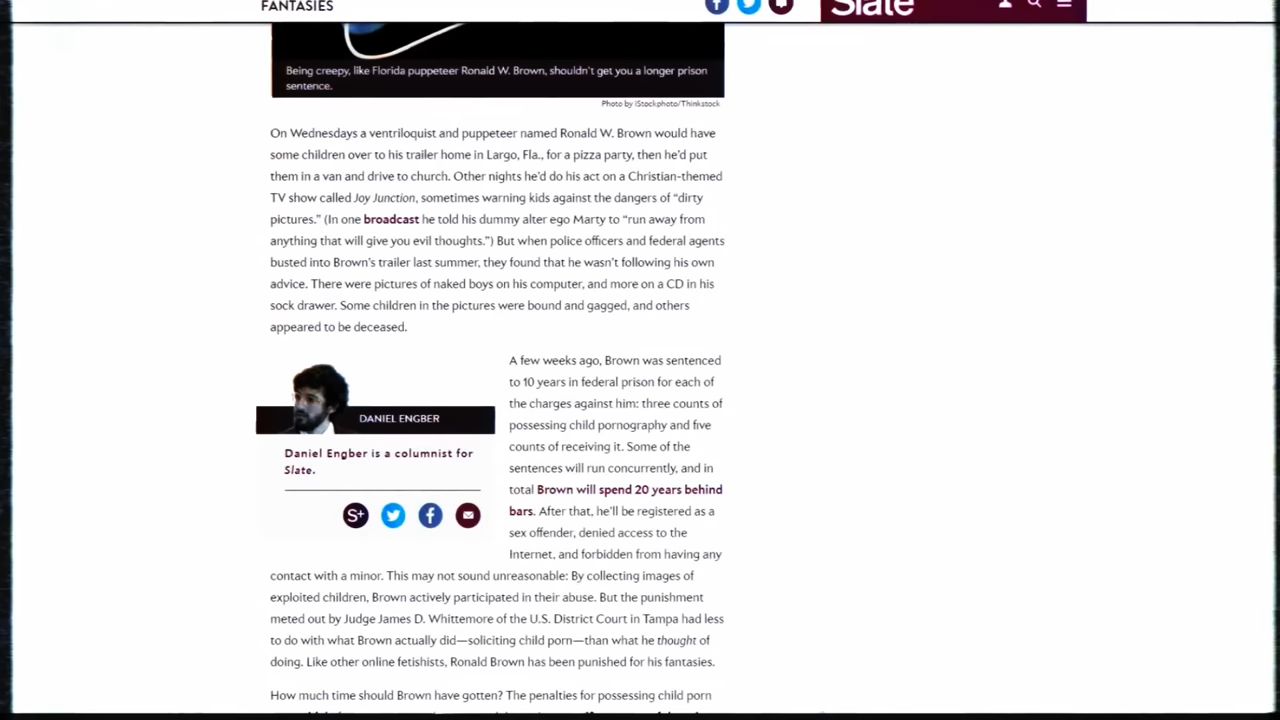 FANTASIES
Slate
Being creepy, like Florida puppeteer Ronald W. Brown, shouldn't get you a longer prison
sentence.
Photo by iStockphoto/Thinkstock
On Wednesdays a ventriloquist and puppeteer named Ronald W. Brown would have
some children over to his trailer home in Largo, Fla., for a pizza party, then he'd put
them in a van and drive to church. Other nights he'd do his act on a Christian-themed
TV show called Joy Junction, sometimes warning kids against the dangers of “dirty
pictures.” (In one broadcast he told his dummy alter ego Marty to “run away from
anything that will give you evil thoughts.”) But when police officers and federal agents
busted into Brown's trailer last summer, they found that he wasn't following his own
advice. There were pictures of naked boys on his computer, and more on a CD in his
sock drawer. Some children in the pictures were bound and gagged, and others
appeared to be deceased.
DANIEL ENGBER
Daniel Engber is a columnist for
Slate.
S+
A few weeks ago, Brown was sentenced
to 10 years in federal prison for each of
the charges against him: three counts of
possessing child pornography and five
counts of receiving it. Some of the
sentences will run concurrently, and in
total Brown will spend 20 years behind
bars. After that, he'll be registered as a
sex offender, denied access to the
Internet, and forbidden from having any
contact with a minor. This may not sound unreasonable: By collecting images of
exploited children, Brown actively participated in their abuse. But the punishment
meted out by Judge James D. Whittemore of the U.S. District Court in Tampa had less
to do with what Brown actually did—soliciting child porn—than what he thought of
doing. Like other online fetishists, Ronald Brown has been punished for his fantasies.
How much time should Brown have gotten? The penalties for possessing child porn